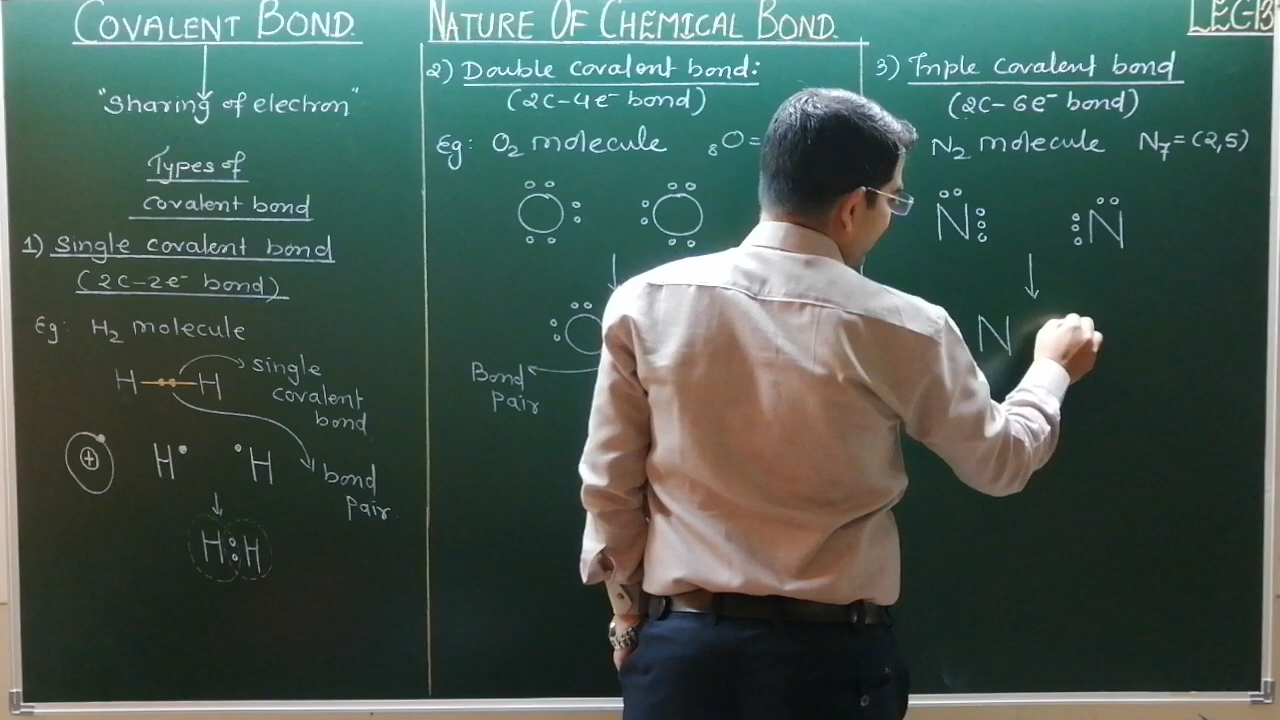 COVALENT BOND
"Sharing of electron"
Types of
covalent bond
1) Single covalent bond
(2C-2e⁻ bond)
Eg: H₂ molecule
H H
single
covalent
bond
+
H H
bond
pair
H:H
NATURE OF CHEMICAL BOND
2) Double covalent bond:
(2C-4e⁻ bond)
Eg: O₂ molecule ₈O=
O O
O
Bond
pair
LEC-13
3) Triple covalent bond
(2C-6e⁻ bond)
N₂ molecule N₇=(2,5)
N N
N